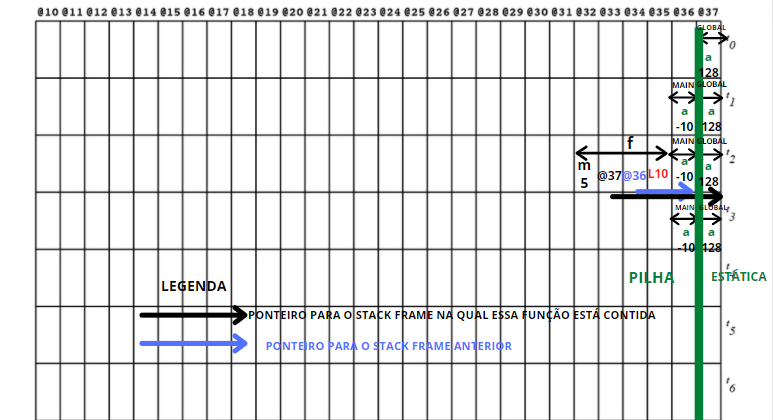 @10 @11 @12 @13 @14 @15 @16 @17 @18 @19 @20 @21 @22 @23 @24 @25 @26 @27 @28 @29 @30 @31 @32 @33 @34 @35 @36 @37
GLOBAL
t0
a
128
MAIN GLOBAL
t1
a a
-10 128
f MAIN GLOBAL
t2
m a a
5 @37 @36 L10 -10 128
MAIN GLOBAL
t3
a a
-10 128
PILHA ESTÁTICA
LEGENDA
PONTEIRO PARA O STACK FRAME NA QUAL ESSA FUNÇÃO ESTÁ CONTIDA
t5
PONTEIRO PARA O STACK FRAME ANTERIOR
t6